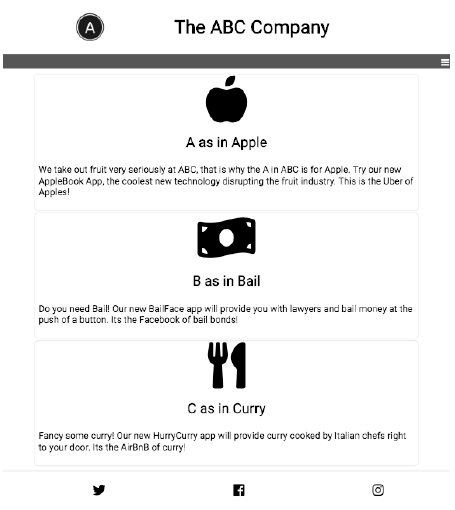 A
The ABC Company
A as in Apple
We take out fruit very seriously at ABC, that is why the A in ABC is for Apple. Try our new
AppleBook App, the coolest new technology disrupting the fruit industry. This is the Uber of
Apples!
B as in Bail
Do you need Bail! Our new BailFace app will provide you with lawyers and bail money at the
push of a button. Its the Facebook of bail bonds!
C as in Curry
Fancy some curry! Our new HurryCurry app will provide curry cooked by Italian chefs right
to your door. Its the AirBnB of curry!